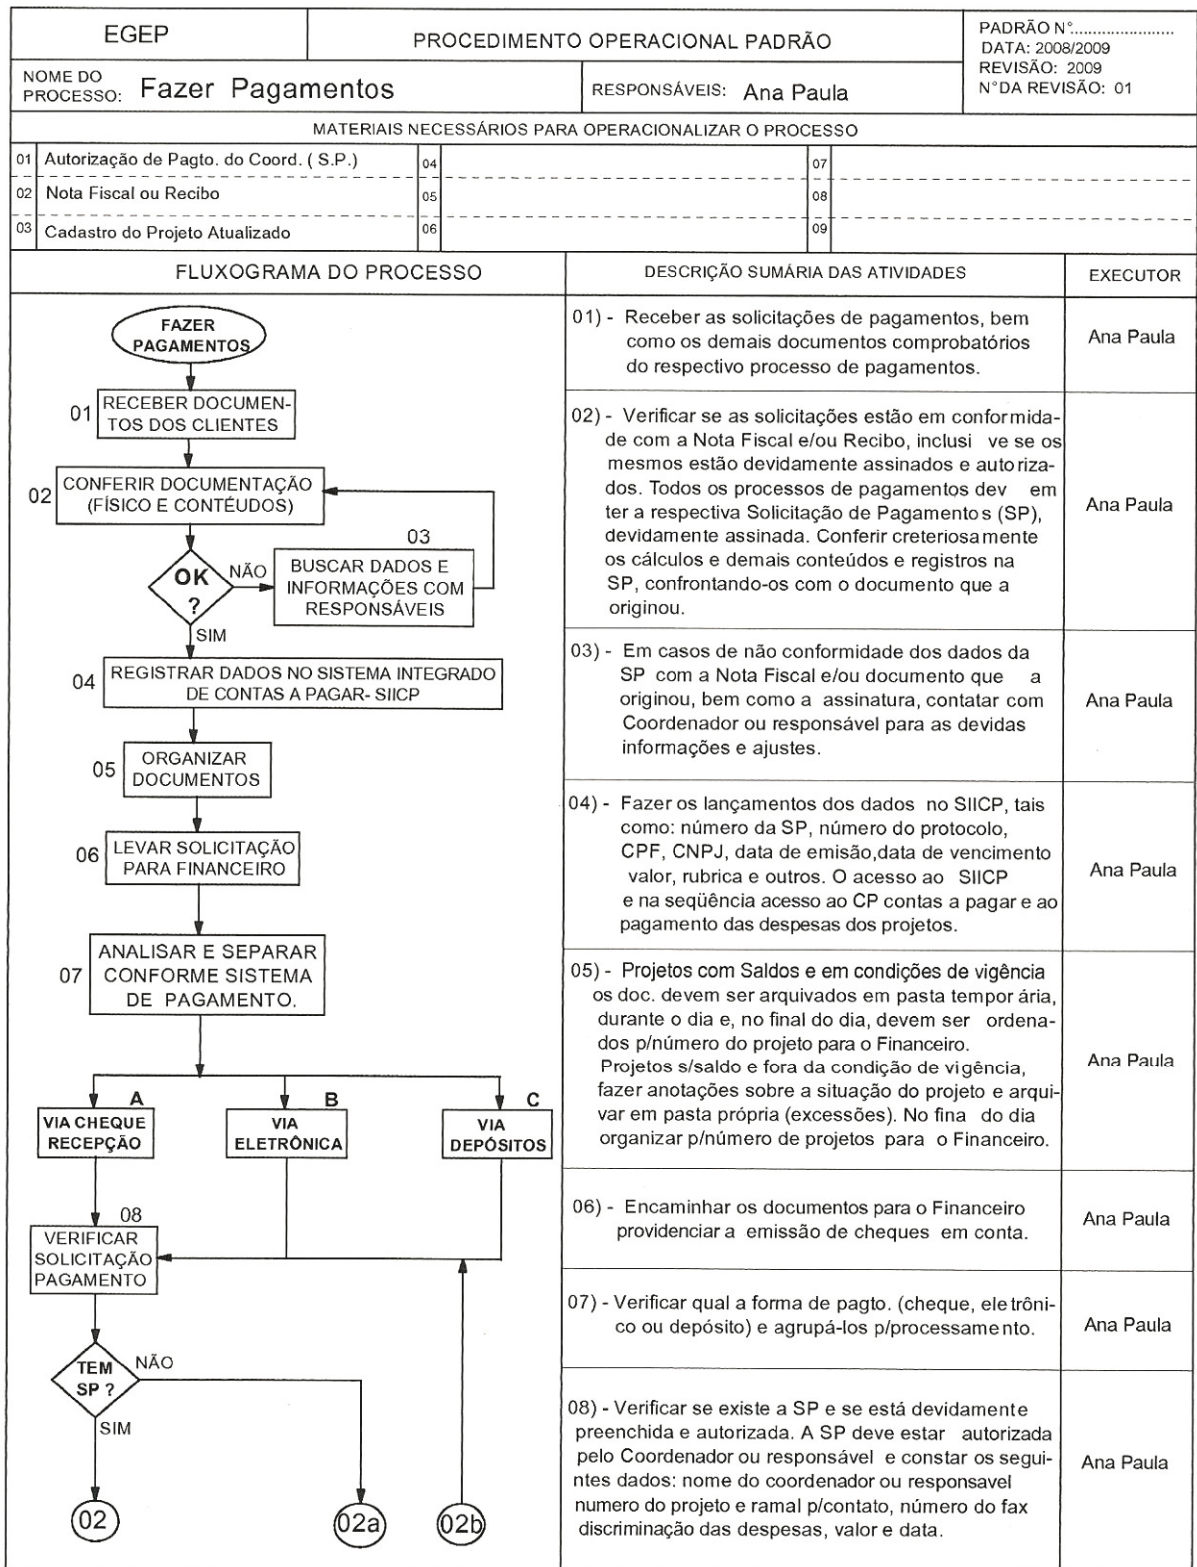 EGEP
PROCEDIMENTO OPERACIONAL PADRÃO
PADRÃO N°........................
DATA: 2008/2009
REVISÃO: 2009
N°DA REVISÃO: 01
NOME DO
PROCESSO: Fazer Pagamentos
RESPONSÁVEIS: Ana Paula
MATERIAIS NECESSÁRIOS PARA OPERACIONALIZAR O PROCESSO
01 Autorização de Pagto. do Coord. ( S.P.) 04 07
02 Nota Fiscal ou Recibo 05 08
03 Cadastro do Projeto Atualizado 06 09
FLUXOGRAMA DO PROCESSO
DESCRIÇÃO SUMÁRIA DAS ATIVIDADES
EXECUTOR
FAZER
PAGAMENTOS
01 RECEBER DOCUMEN-
TOS DOS CLIENTES
02 CONFERIR DOCUMENTAÇÃO
(FÍSICO E CONTÉUDOS)
OK
?
NÃO
03
BUSCAR DADOS E
INFORMAÇÕES COM
RESPONSÁVEIS
SIM
04 REGISTRAR DADOS NO SISTEMA INTEGRADO
DE CONTAS A PAGAR- SIICP
05 ORGANIZAR
DOCUMENTOS
06 LEVAR SOLICITAÇÃO
PARA FINANCEIRO
07 ANALISAR E SEPARAR
CONFORME SISTEMA
DE PAGAMENTO.
A
VIA CHEQUE
RECEPÇÃO
B
VIA
ELETRÔNICA
C
VIA
DEPÓSITOS
08
VERIFICAR
SOLICITAÇÃO
PAGAMENTO
TEM
SP ?
NÃO
SIM
02
02a
02b
01) - Receber as solicitações de pagamentos, bem
como os demais documentos comprobatórios
do respectivo processo de pagamentos.
Ana Paula
02) - Verificar se as solicitações estão em conformida-
de com a Nota Fiscal e/ou Recibo, inclusi ve se os
mesmos estão devidamente assinados e autoriza-
dos. Todos os processos de pagamentos dev em
ter a respectiva Solicitação de Pagamentos (SP),
devidamente assinada. Conferir creteriosamente
os cálculos e demais conteúdos e registros na
SP, confrontando-os com o documento que a
originou.
Ana Paula
03) - Em casos de não conformidade dos dados da
SP com a Nota Fiscal e/ou documento que a
originou, bem como a assinatura, contatar com
Coordenador ou responsável para as devidas
informações e ajustes.
Ana Paula
04) - Fazer os lançamentos dos dados no SIICP, tais
como: número da SP, número do protocolo,
CPF, CNPJ, data de emissão,data de vencimento
valor, rubrica e outros. O acesso ao SIICP
e na seqüência acesso ao CP contas a pagar e ao
pagamento das despesas dos projetos.
Ana Paula
05) - Projetos com Saldos e em condições de vigência
os doc. devem ser arquivados em pasta tempor ária,
durante o dia e, no final do dia, devem ser ordena-
dos p/número do projeto para o Financeiro.
Projetos s/saldo e fora da condição de vigência,
fazer anotações sobre a situação do projeto e arqui-
var em pasta própria (excessões). No fina do dia
organizar p/número de projetos para o Financeiro.
Ana Paula
06) - Encaminhar os documentos para o Financeiro
providenciar a emissão de cheques em conta.
Ana Paula
07) - Verificar qual a forma de pagto. (cheque, eletrôni-
co ou depósito) e agrupá-los p/processamento.
Ana Paula
08) - Verificar se existe a SP e se está devidamente
preenchida e autorizada. A SP deve estar autorizada
pelo Coordenador ou responsável e constar os segui-
ntes dados: nome do coordenador ou responsavel
numero do projeto e ramal p/contato, número do fax
discriminação das despesas, valor e data.
Ana Paula